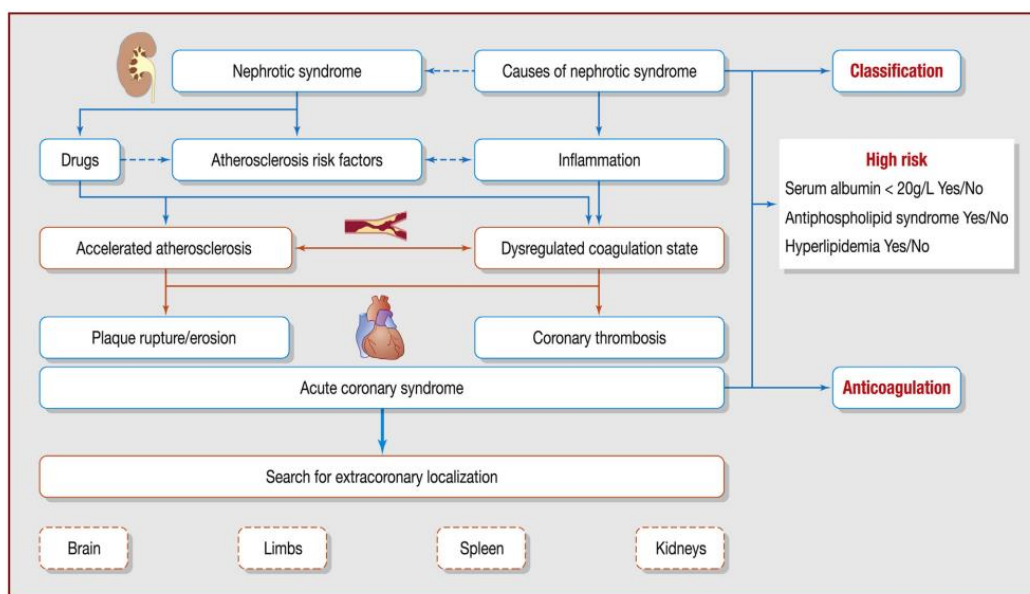 Nephrotic syndrome
Causes of nephrotic syndrome
Classification
Drugs
Atherosclerosis risk factors
Inflammation
High risk
Serum albumin < 20g/L Yes/No
Antiphospholipid syndrome Yes/No
Hyperlipidemia Yes/No
Accelerated atherosclerosis
Dysregulated coagulation state
Plaque rupture/erosion
Coronary thrombosis
Acute coronary syndrome
Anticoagulation
Search for extracoronary localization
Brain
Limbs
Spleen
Kidneys